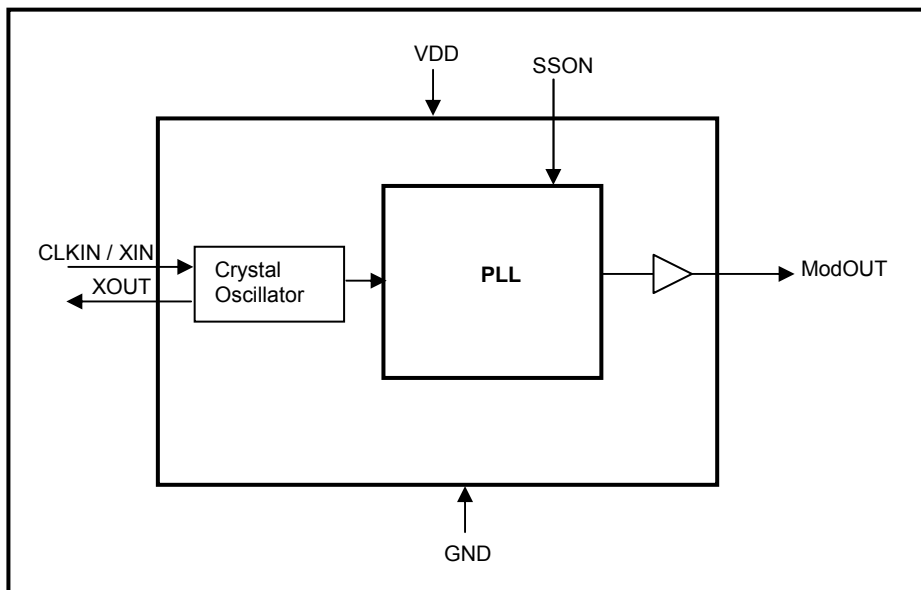 VDD
SSON
CLKIN / XIN
XOUT
Crystal
Oscillator
PLL
ModOUT
GND